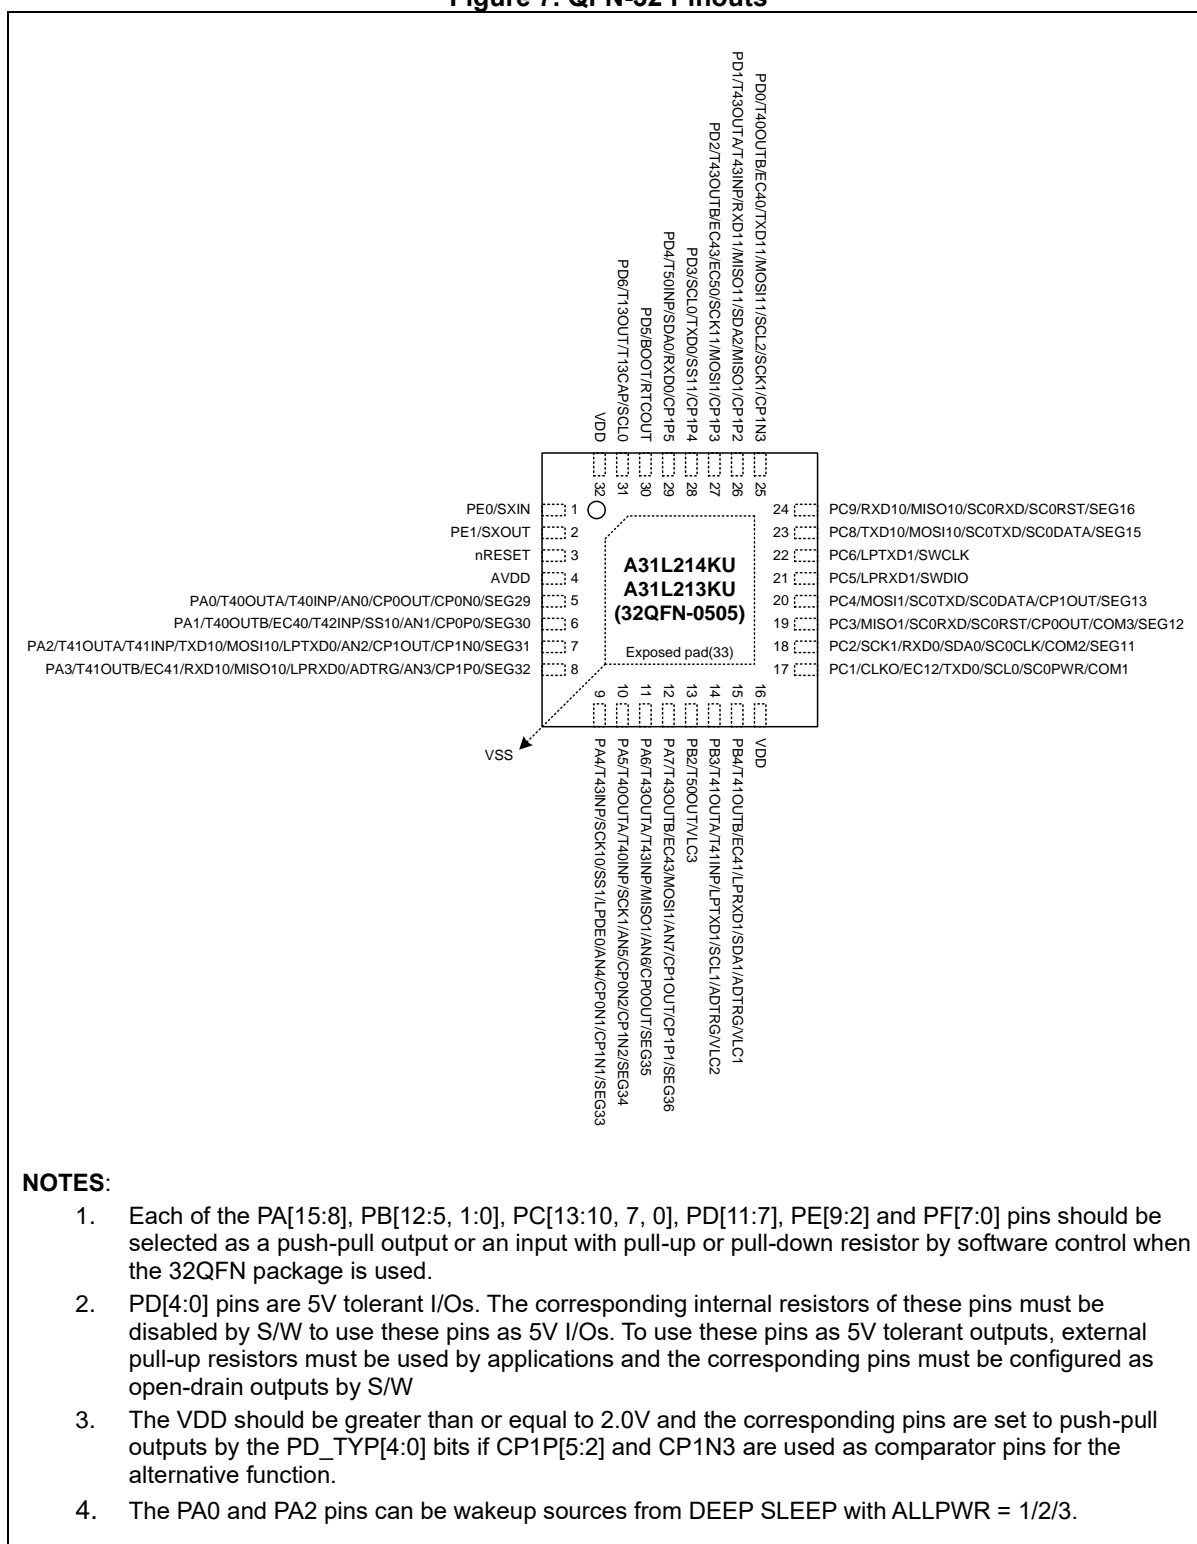 Figure 7. QFN-32 Pinouts
PD0/T40OUTB/EC40/TXD11/MOSI11/SCL2/SCK1/CP1N3
PD1/T43OUTA/T43INP/RXD11/MISO11/SDA2/MISO1/CP1P2
PD2/T43OUTB/EC43/EC50/SCK11/MOSI1/CP1P3
PD3/SCL0/TXD0/SS11/CP1P4
PD4/T50INP/SDA0/RXD0/CP1P5
PD5/BOOT/RTCOUT
PD6/T13OUT/T13CAP/SCL0
VDD
32 31 30 29 28 27 26 25
PE0/SXIN 1
PE1/SXOUT 2
nRESET 3
AVDD 4
PA0/T40OUTA/T40INP/AN0/CP0OUT/CP0N0/SEG29 5
PA1/T40OUTB/EC40/T42INP/SS10/AN1/CP0P0/SEG30 6
PA2/T41OUTA/T41INP/TXD10/MOSI10/LPTXD0/AN2/CP1OUT/CP1N0/SEG31 7
PA3/T41OUTB/EC41/RXD10/MISO10/LPRXD0/ADTRG/AN3/CP1P0/SEG32 8
A31L214KU
A31L213KU
(32QFN-0505)
Exposed pad(33)
24 PC9/RXD10/MISO10/SC0RXD/SC0RST/SEG16
23 PC8/TXD10/MOSI10/SC0TXD/SC0DATA/SEG15
22 PC6/LPTXD1/SWCLK
21 PC5/LPRXD1/SWDIO
20 PC4/MOSI1/SC0TXD/SC0DATA/CP1OUT/SEG13
19 PC3/MISO1/SC0RXD/SC0RST/CP0OUT/COM3/SEG12
18 PC2/SCK1/RXD0/SDA0/SC0CLK/COM2/SEG11
17 PC1/CLKO/EC12/TXD0/SCL0/SC0PWR/COM1
9 10 11 12 13 14 15 16
VSS
PA4/T43INP/SCK10/SS1/LPDE0/AN4/CP0N1/CP1N1/SEG33
PA5/T40OUTA/T40INP/SCK1/AN5/CP0N2/CP1N2/SEG34
PA6/T43OUTA/T43INP/MISO1/AN6/CP0OUT/SEG35
PA7/T43OUTB/EC43/MOSI1/AN7/CP1OUT/CP1P1/SEG36
PB2/T50OUT/VLC3
PB3/T41OUTA/T41INP/LPTXD1/SCL1/ADTRG/VLC2
PB4/T41OUTB/EC41/LPRXD1/SDA1/ADTRG/VLC1
VDD
NOTES:
1. Each of the PA[15:8], PB[12:5, 1:0], PC[13:10, 7, 0], PD[11:7], PE[9:2] and PF[7:0] pins should be
selected as a push-pull output or an input with pull-up or pull-down resistor by software control when
the 32QFN package is used.
2. PD[4:0] pins are 5V tolerant I/Os. The corresponding internal resistors of these pins must be
disabled by S/W to use these pins as 5V I/Os. To use these pins as 5V tolerant outputs, external
pull-up resistors must be used by applications and the corresponding pins must be configured as
open-drain outputs by S/W
3. The VDD should be greater than or equal to 2.0V and the corresponding pins are set to push-pull
outputs by the PD_TYP[4:0] bits if CP1P[5:2] and CP1N3 are used as comparator pins for the
alternative function.
4. The PA0 and PA2 pins can be wakeup sources from DEEP SLEEP with ALLPWR = 1/2/3.